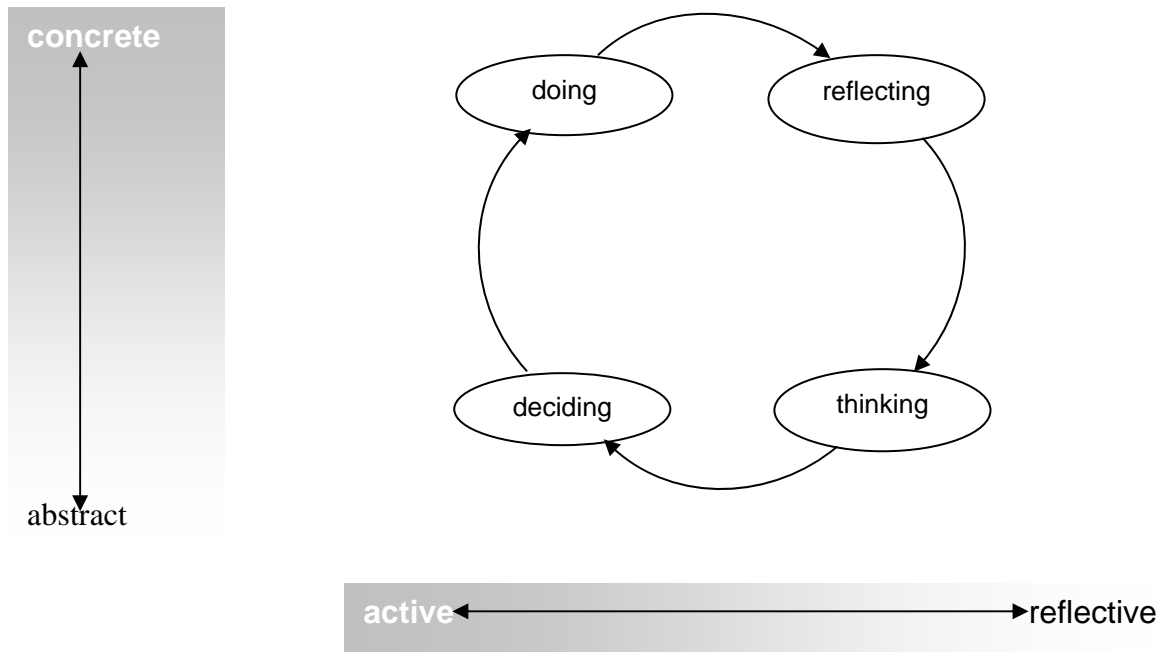 concrete
doing
reflecting
deciding
thinking
abstract
active
reflective